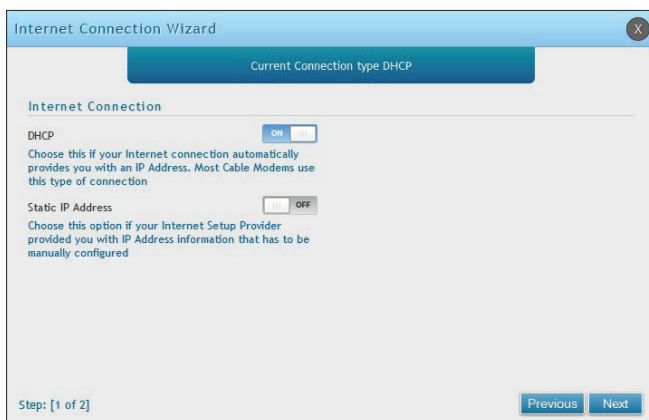 Internet Connection Wizard
X
Current Connection type DHCP
Internet Connection
DHCP
ON
Choose this if your Internet connection automatically
provides you with an IP Address. Most Cable Modems use
this type of connection
Static IP Address
OFF
Choose this option if your Internet Setup Provider
provided you with IP Address information that has to be
manually configured
Step: [1 of 2]
Previous
Next